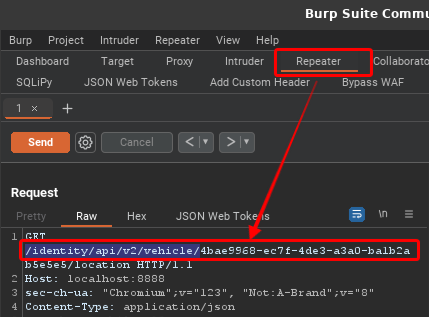 Burp Suite Commu
Burp Project Intruder Repeater View Help
Dashboard Target Proxy Intruder Repeater Collaborato
SQLiPy JSON Web Tokens Add Custom Header Bypass WAF
1 × +
Send Cancel < >
Request
Pretty Raw Hex JSON Web Tokens \n
1 GET
/identity/api/v2/vehicle/4bae9968-ec7f-4de3-a3a0-ba1b2a
b5e5e5/location HTTP/1.1
2 Host: localhost:8888
3 sec-ch-ua: "Chromium";v="123", "Not:A-Brand";v="8"
4 Content-Type: application/json